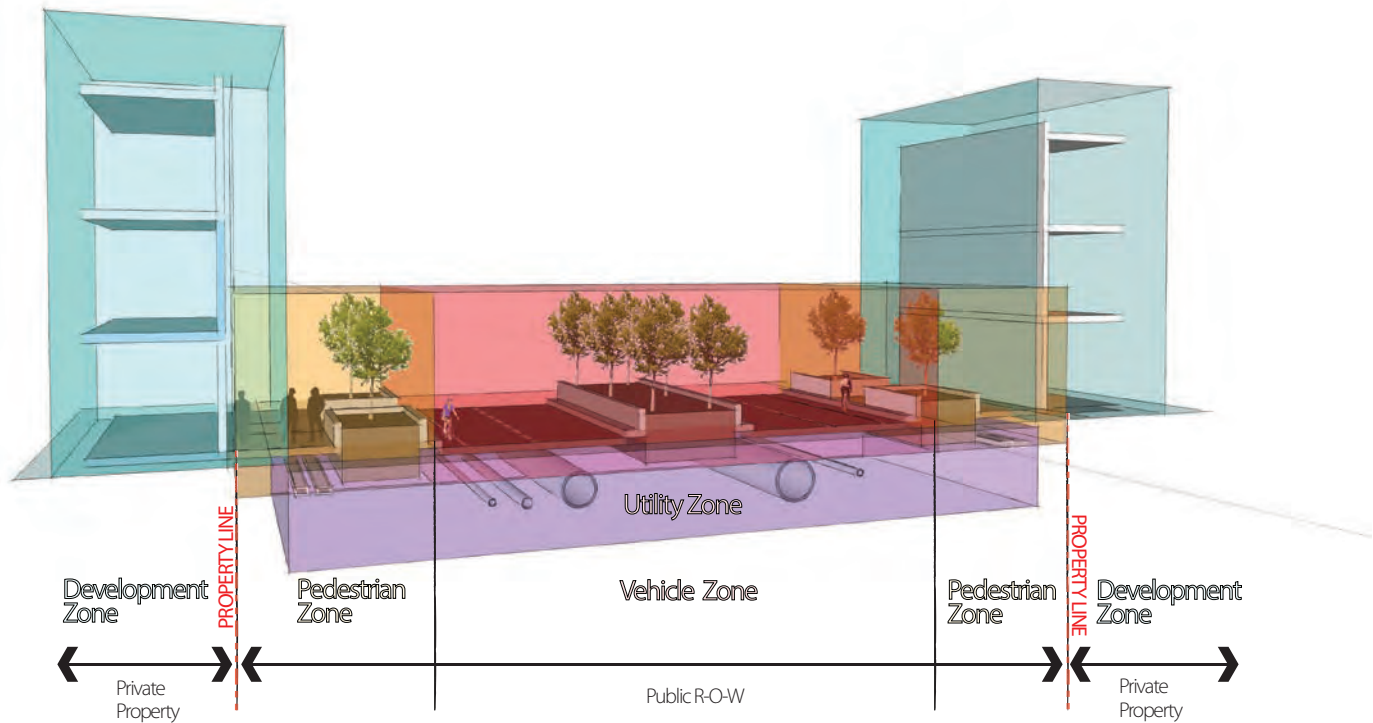 Utility Zone
PROPERTY LINE
PROPERTY LINE
Development
Zone
Pedestrian
Zone
Vehicle Zone
Pedestrian
Zone
Development
Zone
Private
Property
Public R-O-W
Private
Property